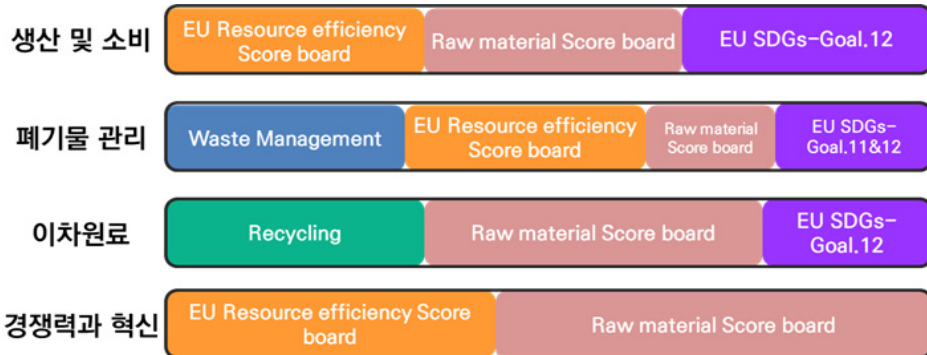 생산 및 소비
EU Resource efficiency
Score board
Raw material Score board
EU SDGs-Goal.12
폐기물 관리
Waste Management
EU Resource efficiency
Score board
Raw material
Score board
EU SDGs-
Goal.11&12
이차원료
Recycling
Raw material Score board
EU SDGs-
Goal.12
경쟁력과 혁신
EU Resource efficiency Score
board
Raw material Score board